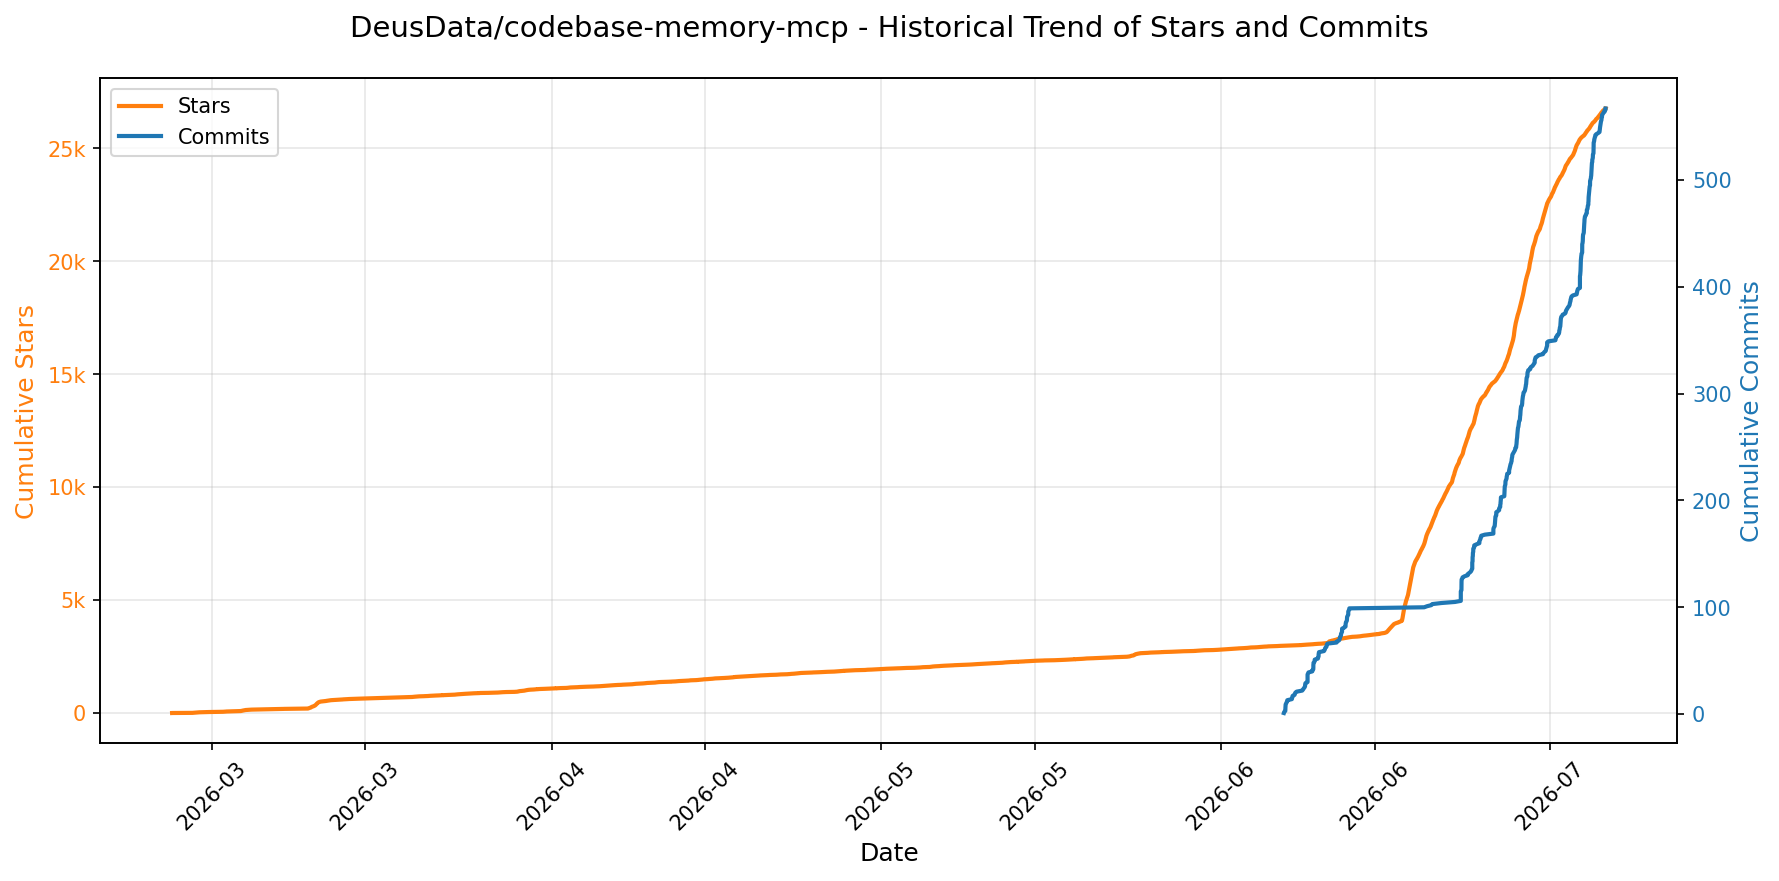 DeusData/codebase-memory-mcp - Historical Trend of Stars and Commits
Stars
Commits
Cumulative Stars
25k
20k
15k
10k
5k
0
500
400
300
200
100
0
Cumulative Commits
2026-03
2026-03
2026-04
2026-04
2026-05
2026-05
2026-06
2026-06
2026-07
Date